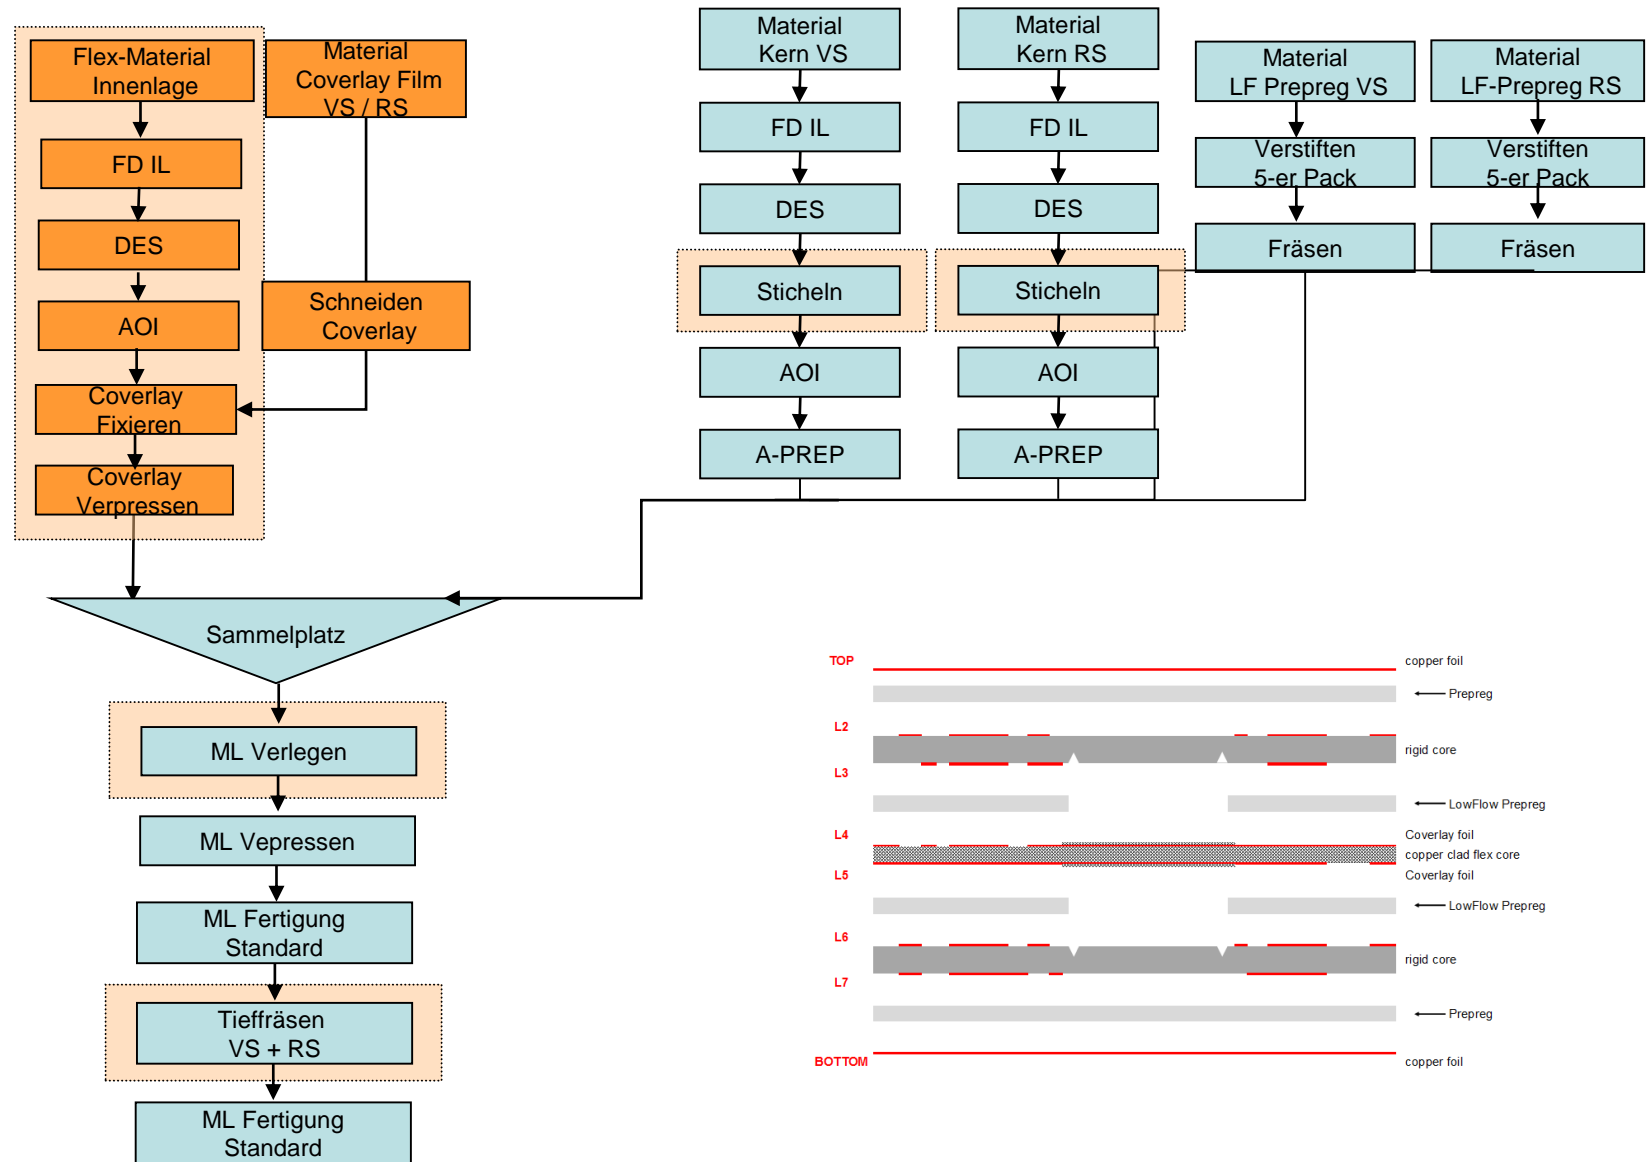 Flex-Material
Innenlage
FD IL
DES
AOI
Coverlay
Fixieren
Coverlay
Verpressen
Material
Coverlay Film
VS / RS
Schneiden
Coverlay
Material
Kern VS
FD IL
DES
Sticheln
AOI
A-PREP
Material
Kern RS
FD IL
DES
Sticheln
AOI
A-PREP
Material
LF Prepreg VS
Verstiften
5-er Pack
Fräsen
Material
LF-Prepreg RS
Verstiften
5-er Pack
Fräsen
Sammelplatz
ML Verlegen
ML Vepressen
ML Fertigung
Standard
Tieffräsen
VS + RS
ML Fertigung
Standard
TOP
copper foil
Prepreg
L2
rigid core
L3
LowFlow Prepreg
L4
Coverlay foil
copper clad flex core
L5
Coverlay foil
LowFlow Prepreg
L6
rigid core
L7
Prepreg
BOTTOM
copper foil